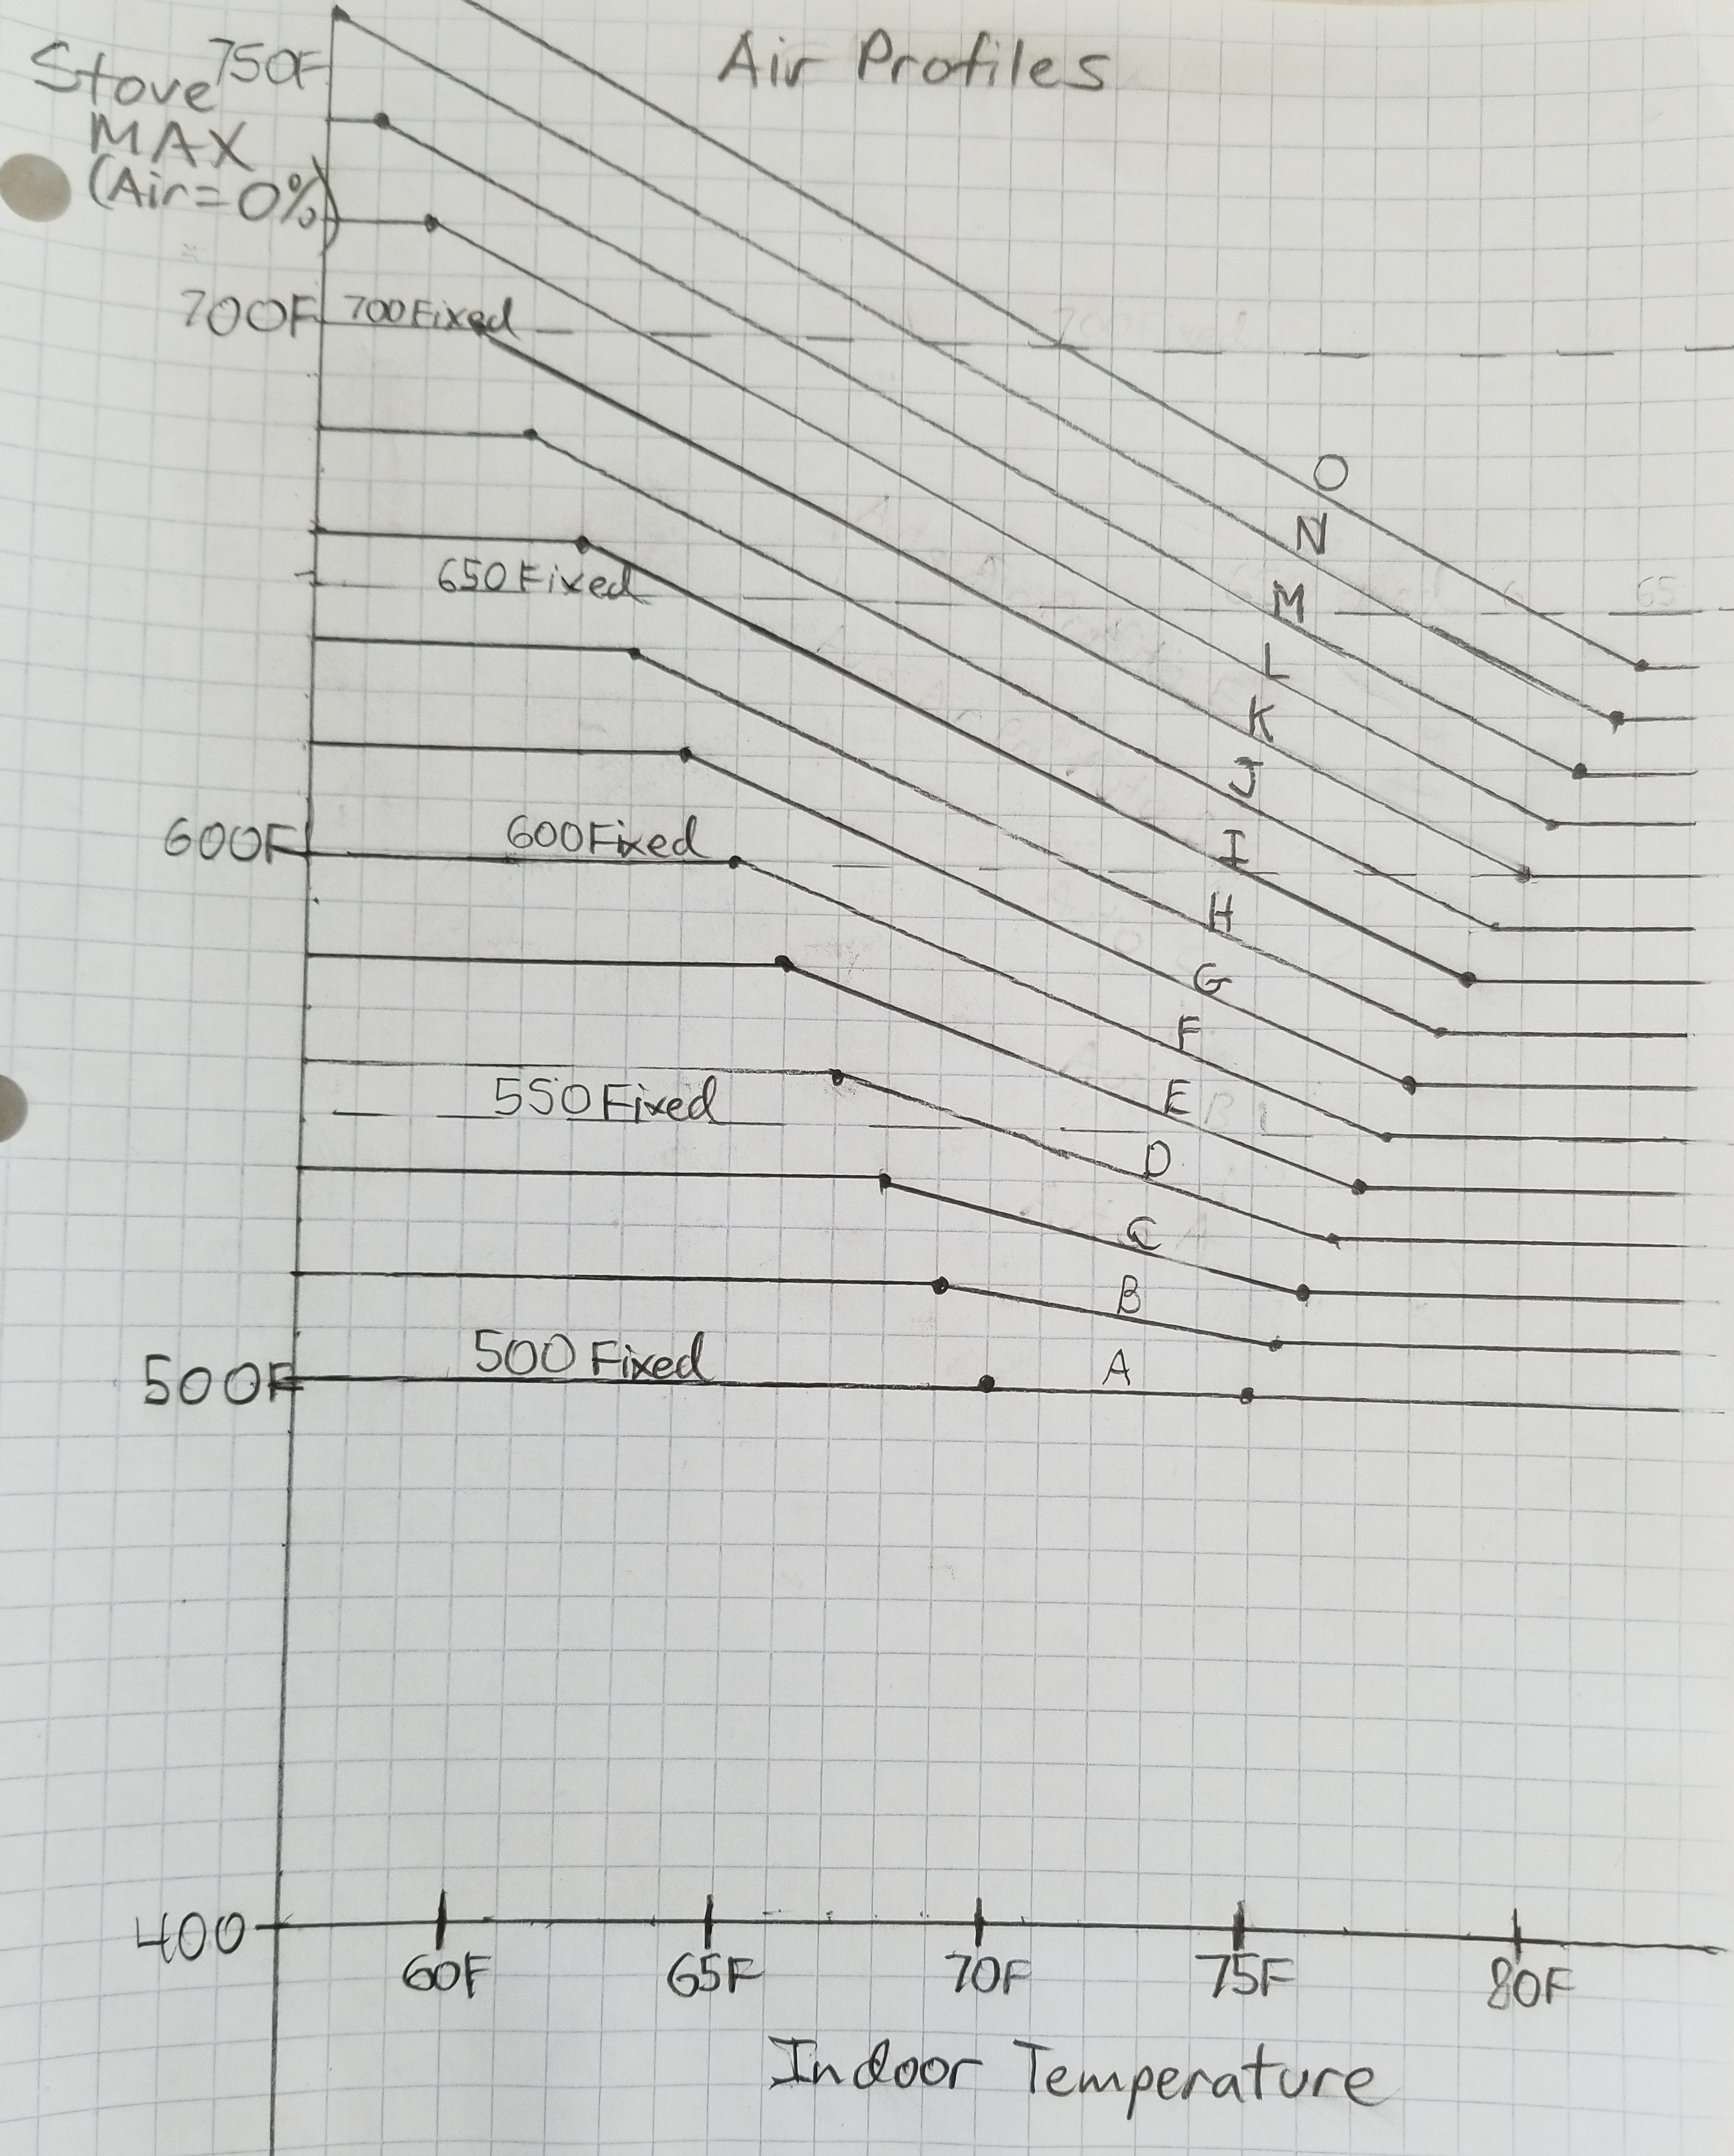 Air Profiles
Stove 750F
MAX
(Air=0%)
700F 700 Fixed
O
N
650 Fixed
M
65
L
K
J
600F 600 Fixed
I
H
G
F
550 Fixed
E
D
C
B
500F 500 Fixed
A
400
60F 65F 70F 75F 80F
Indoor Temperature